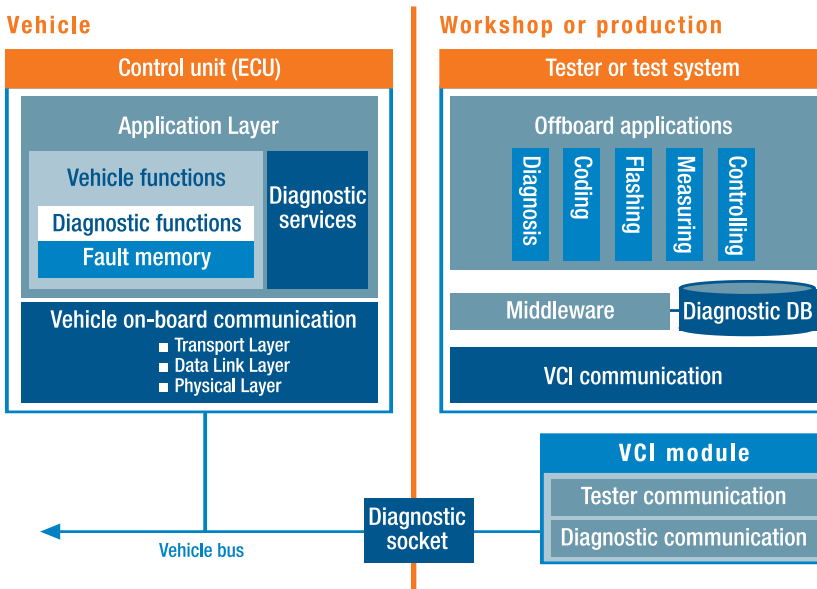 Vehicle
Control unit (ECU)
Application Layer
Vehicle functions
Diagnostic functions
Fault memory
Diagnostic
services
Vehicle on-board communication
Transport Layer
Data Link Layer
Physical Layer
Vehicle bus
Diagnostic
socket
Workshop or production
Tester or test system
Offboard applications
Diagnosis
Coding
Flashing
Measuring
Controlling
Middleware
Diagnostic DB
VCI communication
VCI module
Tester communication
Diagnostic communication